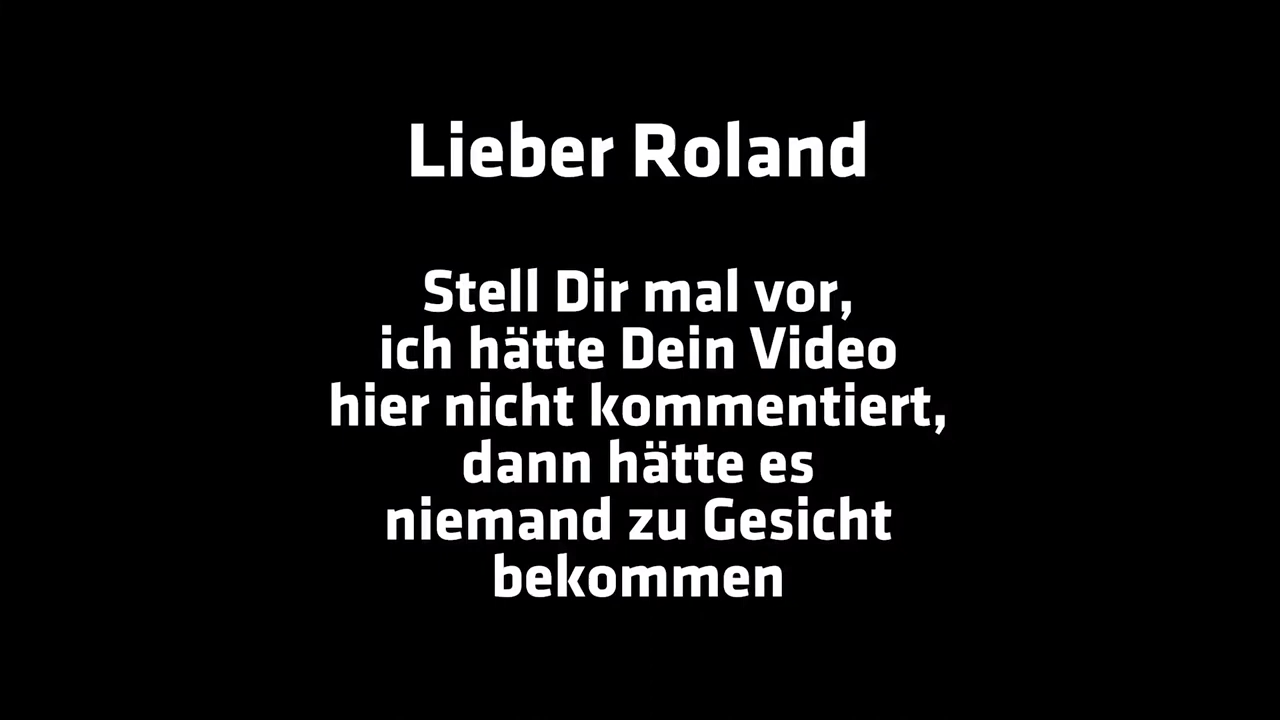 Lieber Roland
Stell Dir mal vor,
ich hätte Dein Video
hier nicht kommentiert,
dann hätte es
niemand zu Gesicht
bekommen